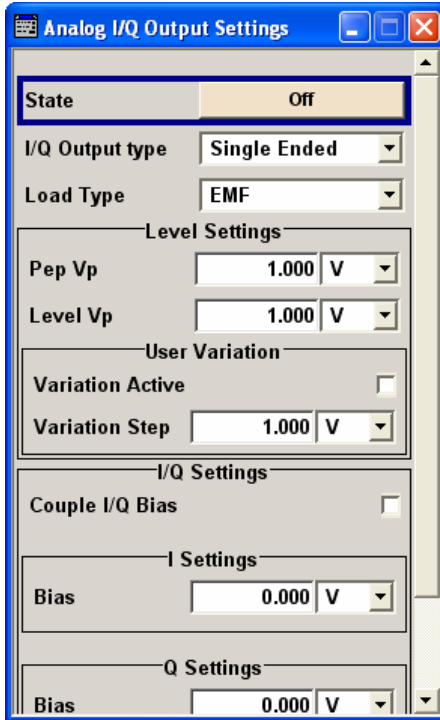 Analog I/Q Output Settings
State Off
I/Q Output type Single Ended
Load Type EMF
Level Settings
Pep Vp 1.000 V
Level Vp 1.000 V
User Variation
Variation Active
Variation Step 1.000 V
I/Q Settings
Couple I/Q Bias
I Settings
Bias 0.000 V
Q Settings
Bias 0.000 V